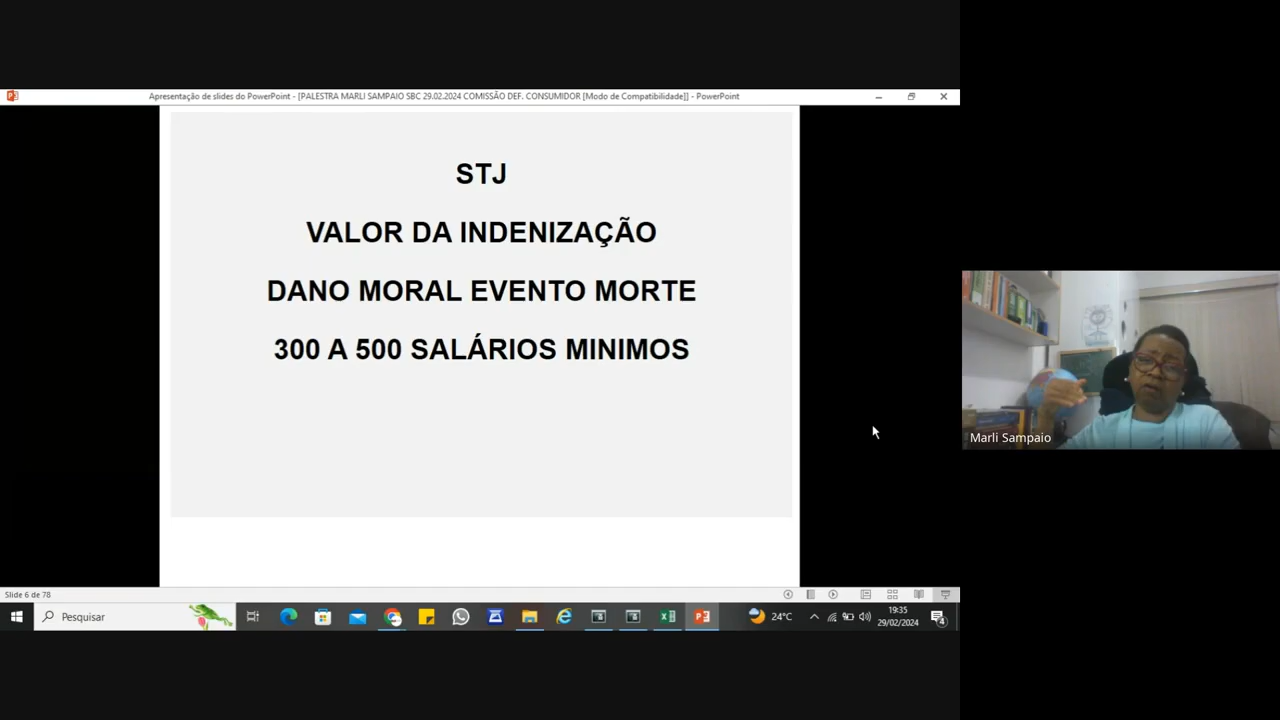 Apresentação de slides do PowerPoint - [PALESTRA MARLI SAMPAIO SBC 29.02.2024 COMISSÃO DEF. CONSUMIDOR [Modo de Compatibilidade]] - PowerPoint
STJ
VALOR DA INDENIZAÇÃO
DANO MORAL EVENTO MORTE
300 A 500 SALÁRIOS MINIMOS
Marli Sampaio
Slide 6 de 78
Pesquisar
24°C
19:35
29/02/2024
4